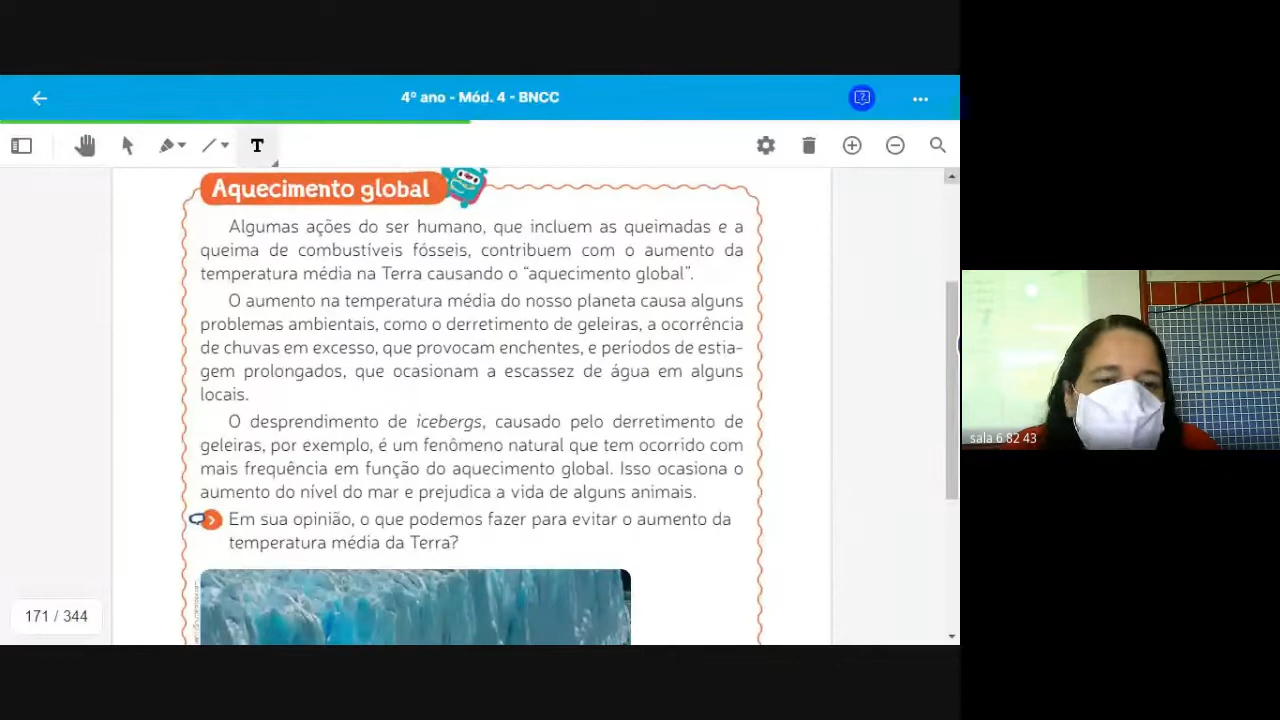 4º ano - Mód. 4 - BNCC
T
Aquecimento global
Algumas ações do ser humano, que incluem as queimadas e a
queima de combustíveis fósseis, contribuem com o aumento da
temperatura média na Terra causando o “aquecimento global”.
O aumento na temperatura média do nosso planeta causa alguns
problemas ambientais, como o derretimento de geleiras, a ocorrência
de chuvas em excesso, que provocam enchentes, e períodos de estia-
gem prolongados, que ocasionam a escassez de água em alguns
locais.
O desprendimento de icebergs, causado pelo derretimento de
geleiras, por exemplo, é um fenômeno natural que tem ocorrido com
mais frequência em função do aquecimento global. Isso ocasiona o
aumento do nível do mar e prejudica a vida de alguns animais.
Em sua opinião, o que podemos fazer para evitar o aumento da
temperatura média da Terra?
171 / 344
sala 6 82 43